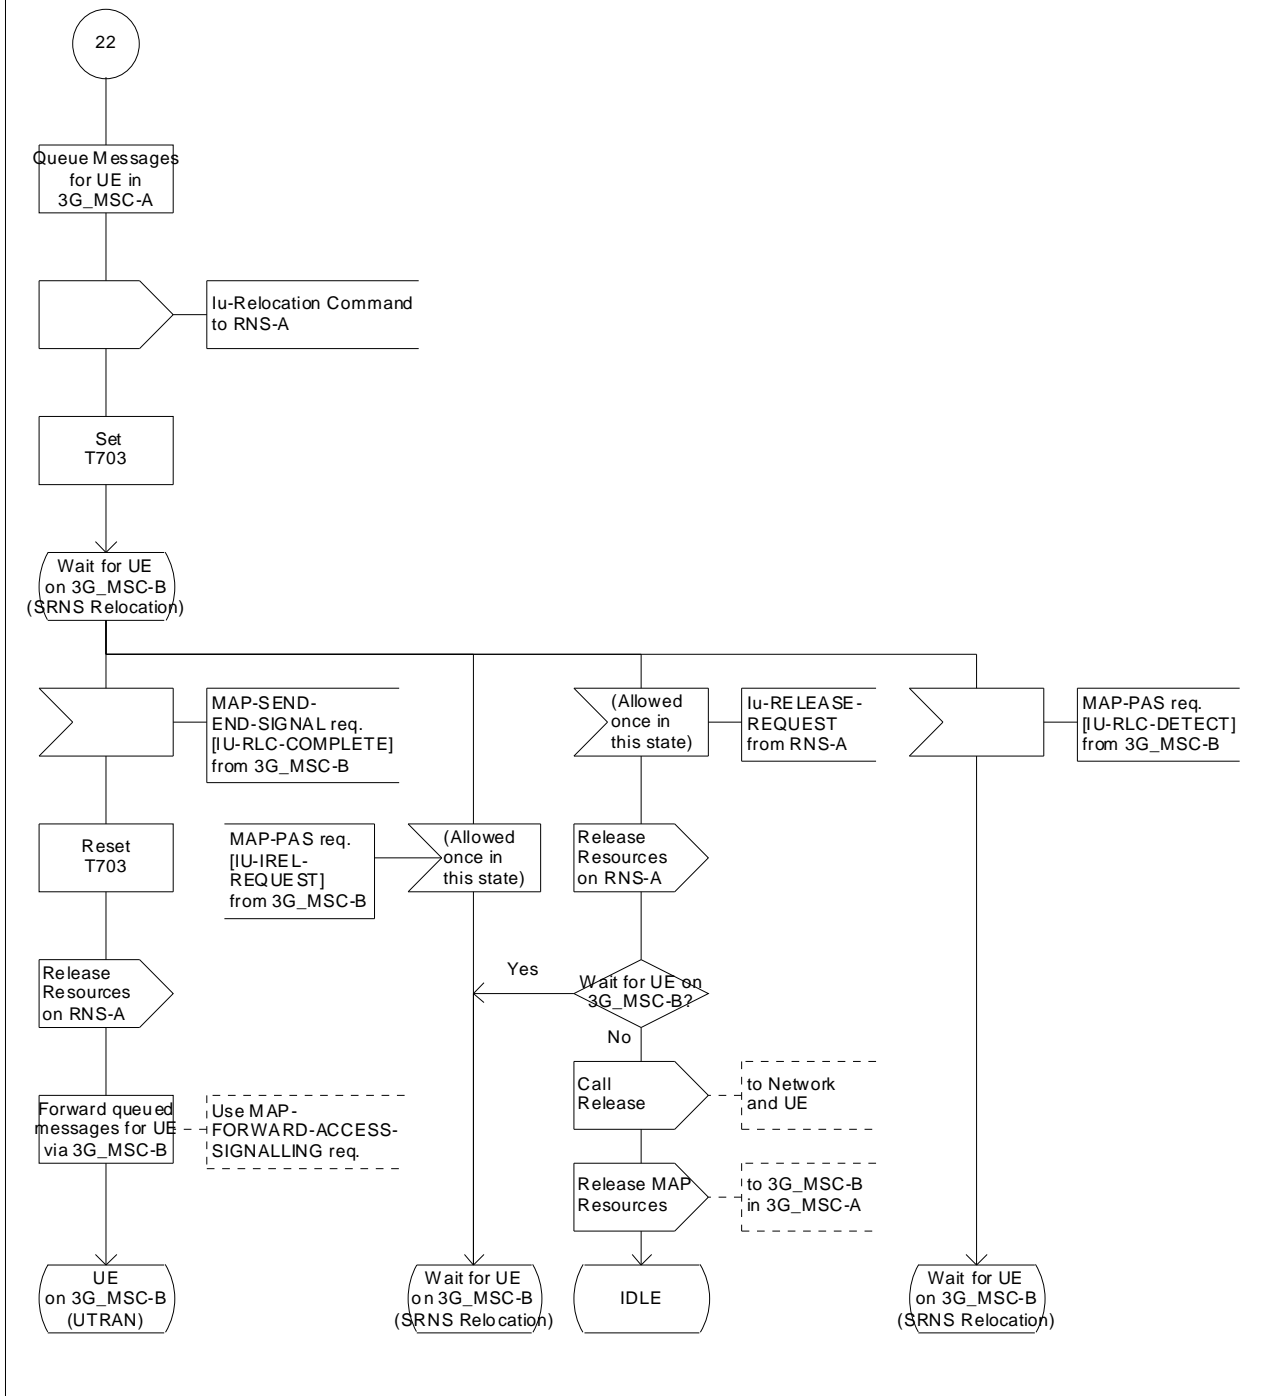 22
Queue Messages
for UE in
3G_MSC-A
Iu-Relocation Command
to RNS-A
Set
T703
Wait for UE
on 3G_MSC-B
(SRNS Relocation)
MAP-SEND-
END-SIGNAL req.
[IU-RLC-COMPLETE]
from 3G_MSC-B
(Allowed
once in
this state)
Iu-RELEASE-
REQUEST
from RNS-A
MAP-PAS req.
[IU-RLC-DETECT]
from 3G_MSC-B
Reset
T703
MAP-PAS req.
[IU-IREL-
REQUEST]
from 3G_MSC-B
(Allowed
once in
this state)
Release
Resources
on RNS-A
Release
Resources
on RNS-A
Yes
Wait for UE on
3G_MSC-B?
No
Call
Release
to Network
and UE
Forward queued
messages for UE
via 3G_MSC-B
Use MAP-
FORWARD-ACCESS-
SIGNALLING req.
Release MAP
Resources
to 3G_MSC-B
in 3G_MSC-A
UE
on 3G_MSC-B
(UTRAN)
Wait for UE
on 3G_MSC-B
(SRNS Relocation)
IDLE
Wait for UE
on 3G_MSC-B
(SRNS Relocation)